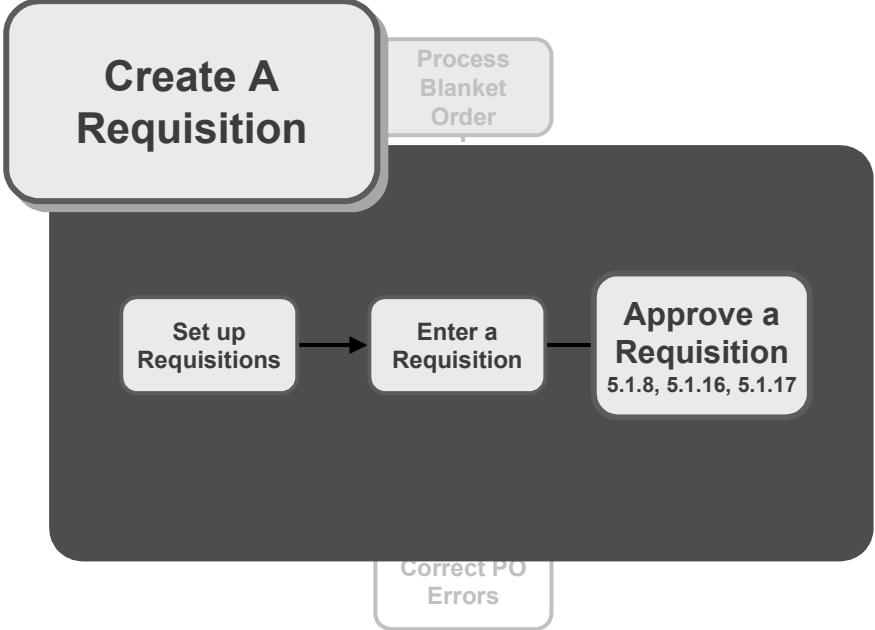 Create A
Requisition
Process
Blanket
Order
Set up
Requisitions
Enter a
Requisition
Approve a
Requisition
5.1.8, 5.1.16, 5.1.17
Correct PO
Errors